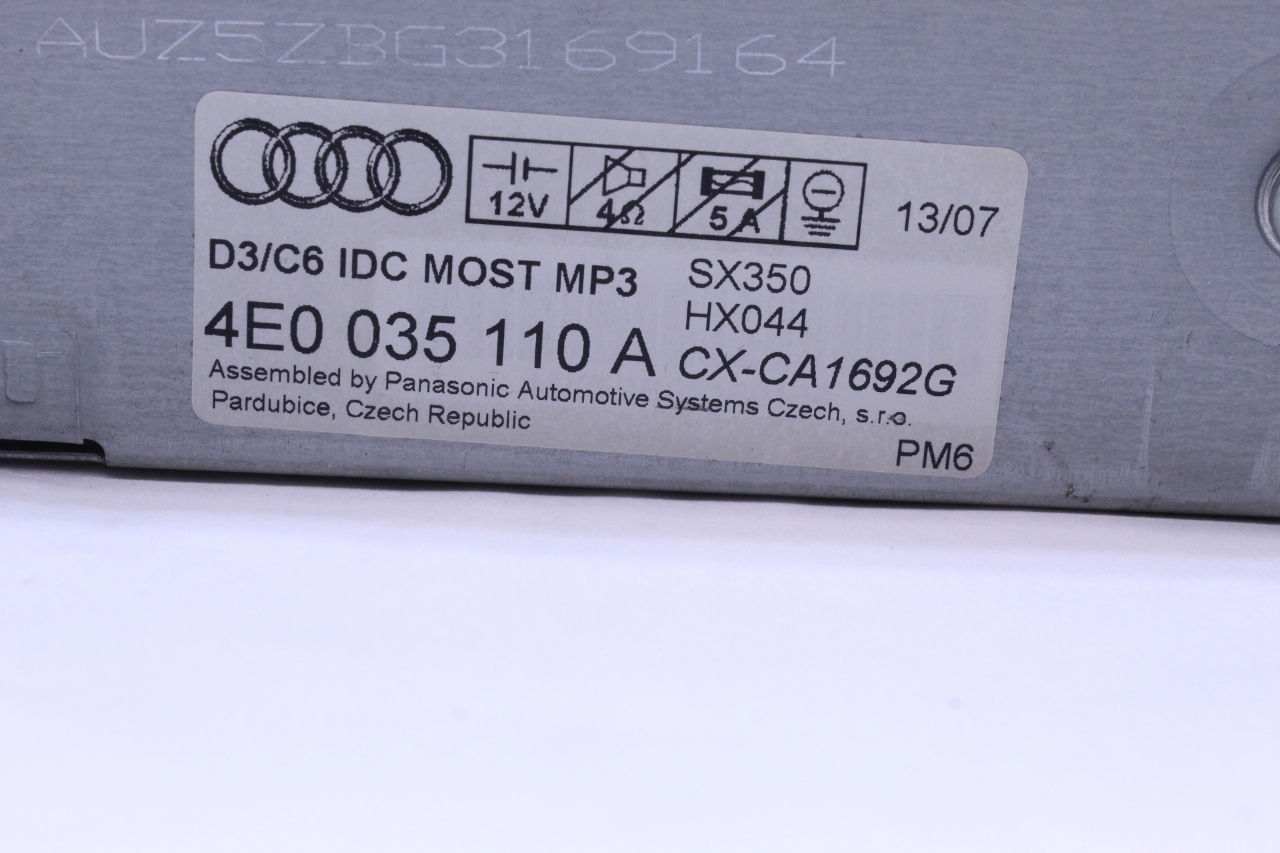 AUZ5ZBG3169164
12V 4Ω 5 A 13/07
D3/C6 IDC MOST MP3 SX350
HX044
4E0 035 110 A CX-CA1692G
Assembled by Panasonic Automotive Systems Czech, s.r.o.
Pardubice, Czech Republic
PM6